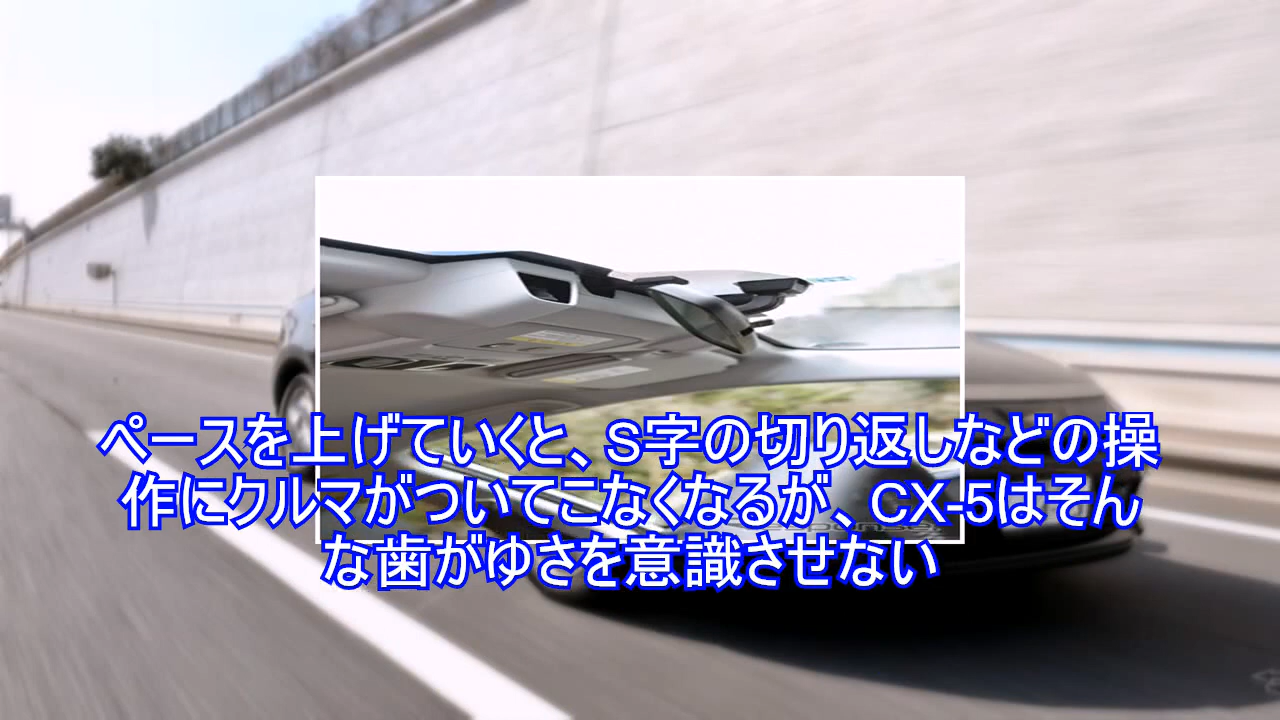 ペースを上げていくと、S字の切り返しなどの操
作にクルマがついてこなくなるが、CX-5はそん
な歯がゆさを意識させない